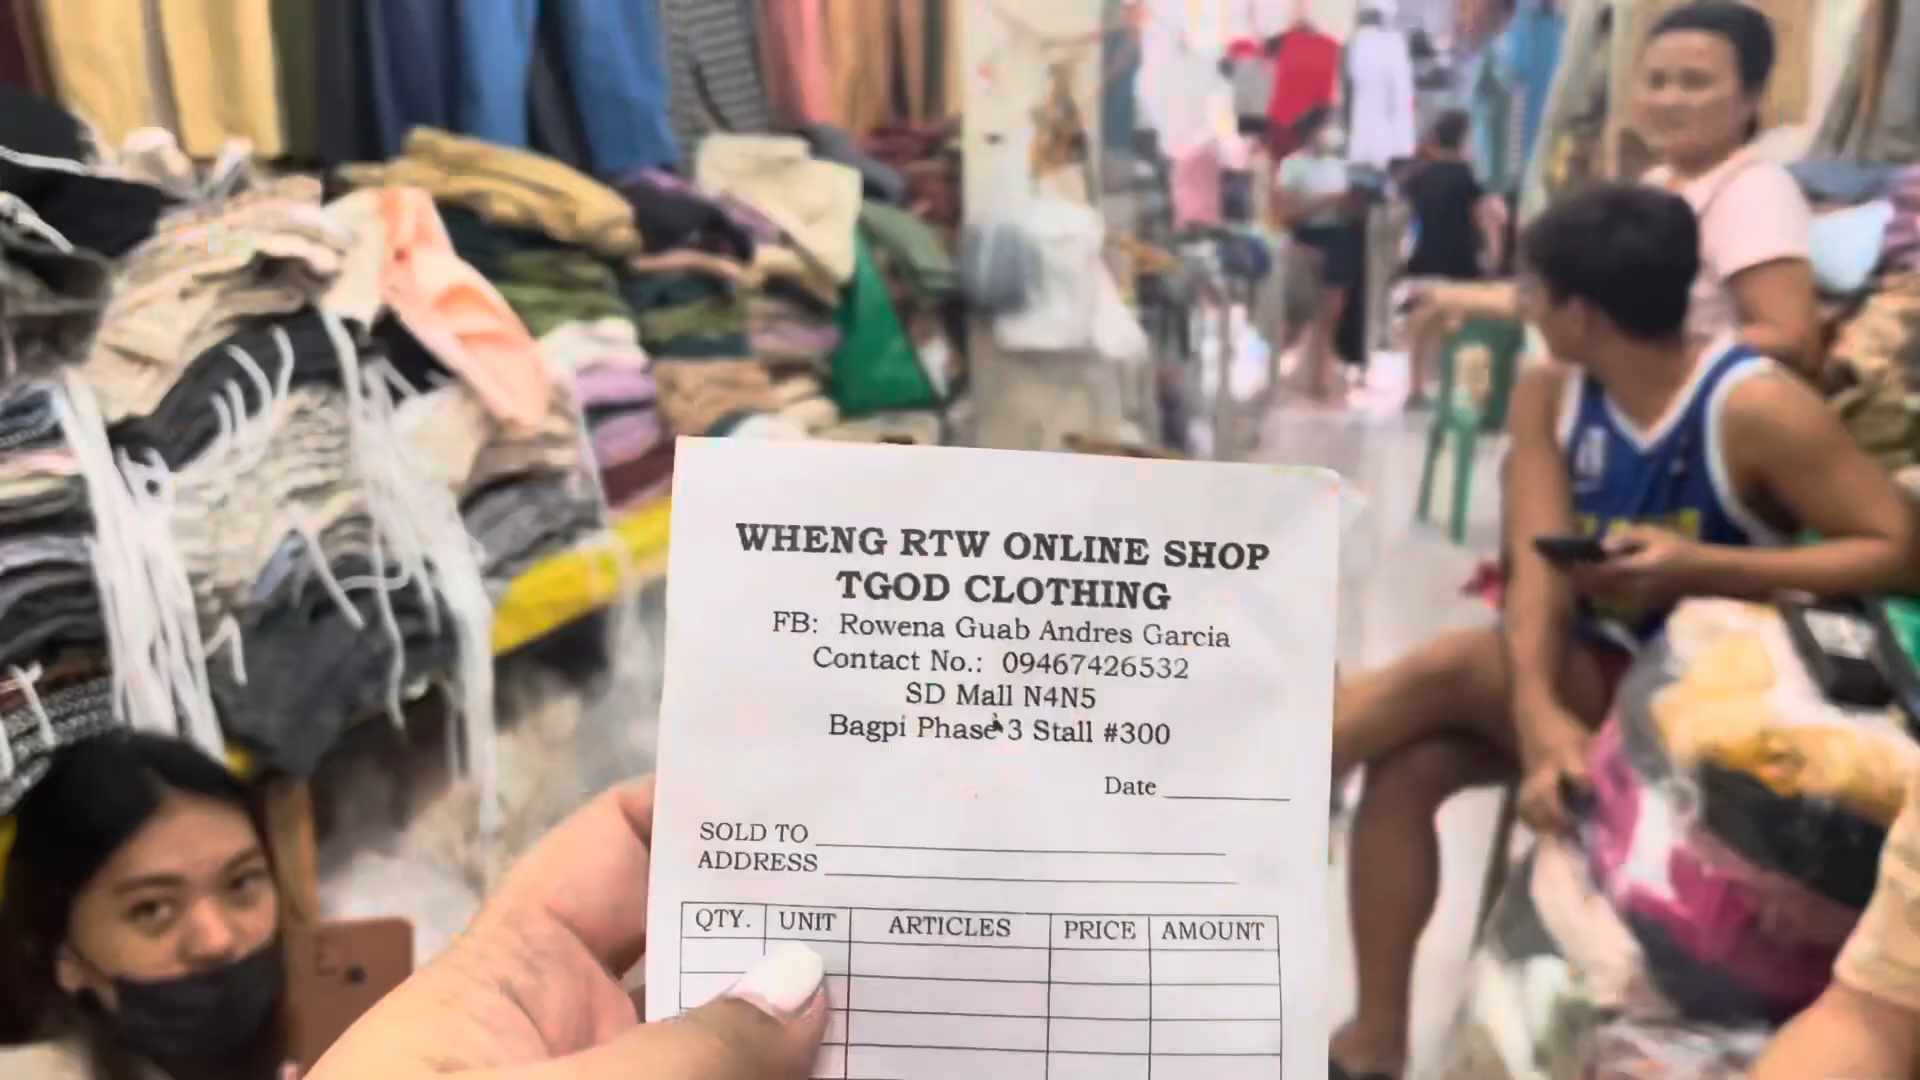 WHENG RTW ONLINE SHOP
TGOD CLOTHING
FB: Rowena Guab Andres Garcia
Contact No.: 09467426532
SD Mall N4N5
Bagpi Phase 3 Stall #300
Date
SOLD TO
ADDRESS
QTY. UNIT ARTICLES PRICE AMOUNT